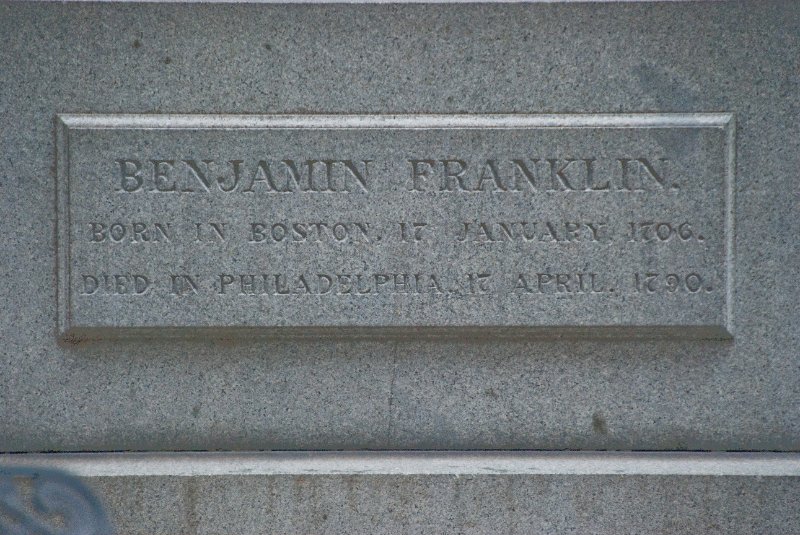 BENJAMIN FRANKLIN.
BORN IN BOSTON. 17 JANUARY 1706.
DIED IN PHILADELPHIA. 17 APRIL. 1790.